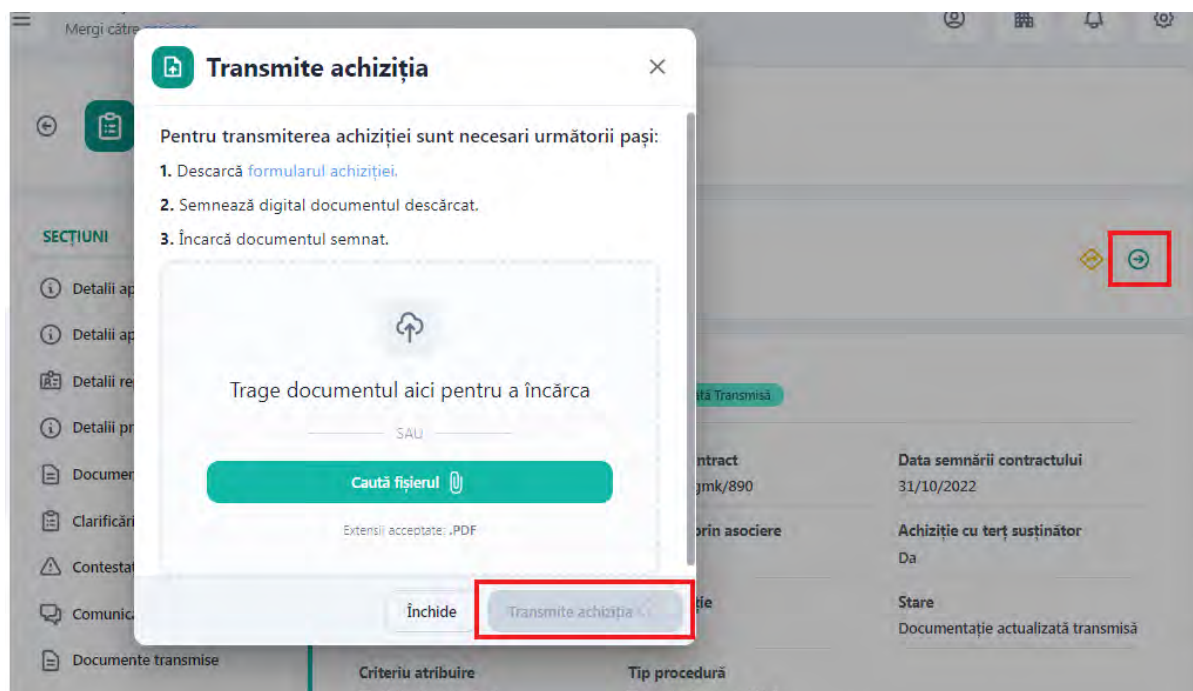 Mergi către
Transmite achiziția
Pentru transmiterea achiziției sunt necesari următorii pași:
1. Descarcă formularul achiziției.
2. Semnează digital documentul descărcat.
3. Încarcă documentul semnat.
Trage documentul aici pentru a încărca
SAU
Caută fișierul
Extensii acceptate: .PDF
Închide
Transmite achiziția
SECȚIUNI
Detalii ap
Detalii ap
Detalii re
Detalii pr
Documen
Clarificări
Contestaț
Comunica
Documente transmise
tă Transmisă
ntract
Data semnării contractului
gmk/890
31/10/2022
prin asociere
Achiziție cu terț susținător
Da
ție
Stare
Documentație actualizată transmisă
Criteriu atribuire
Tip procedură